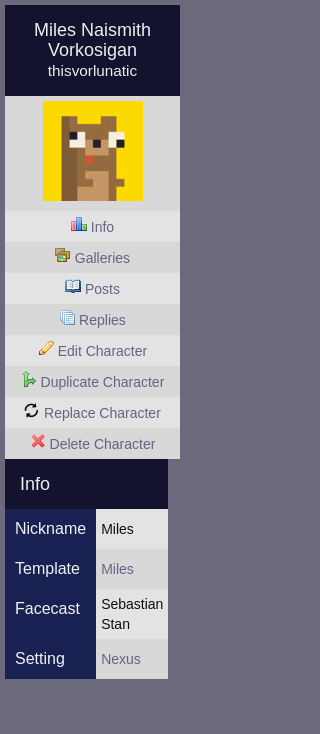 Miles Naismith
Vorkosigan
thisvorlunatic
Info
Galleries
Posts
Replies
Edit Character
Duplicate Character
Replace Character
Delete Character
Info
Nickname Miles
Template Miles
Facecast Sebastian
Stan
Setting Nexus